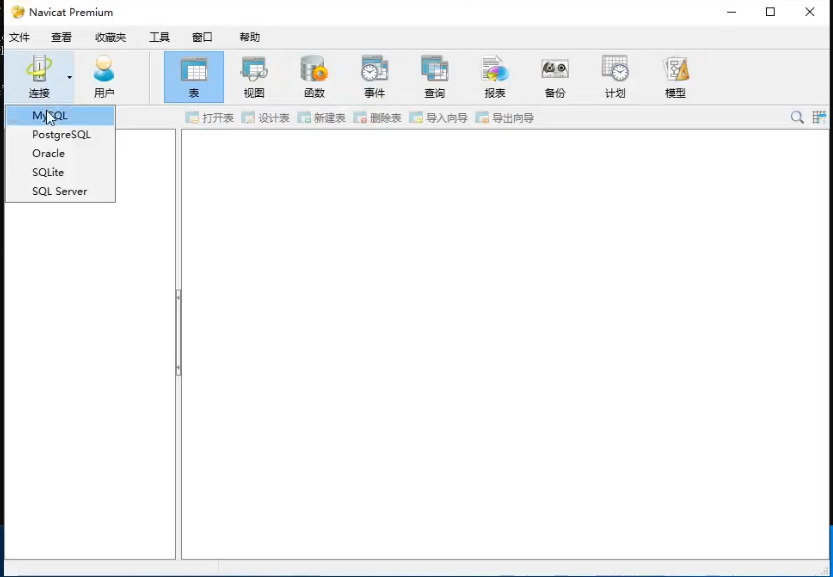 Navicat Premium
文件 查看 收藏夹 工具 窗口 帮助
连接 用户 表 视图 函数 事件 查询 报表 备份 计划 模型
打开表 设计表 新建表 删除表 导入向导 导出向导
MySQL
PostgreSQL
Oracle
SQLite
SQL Server